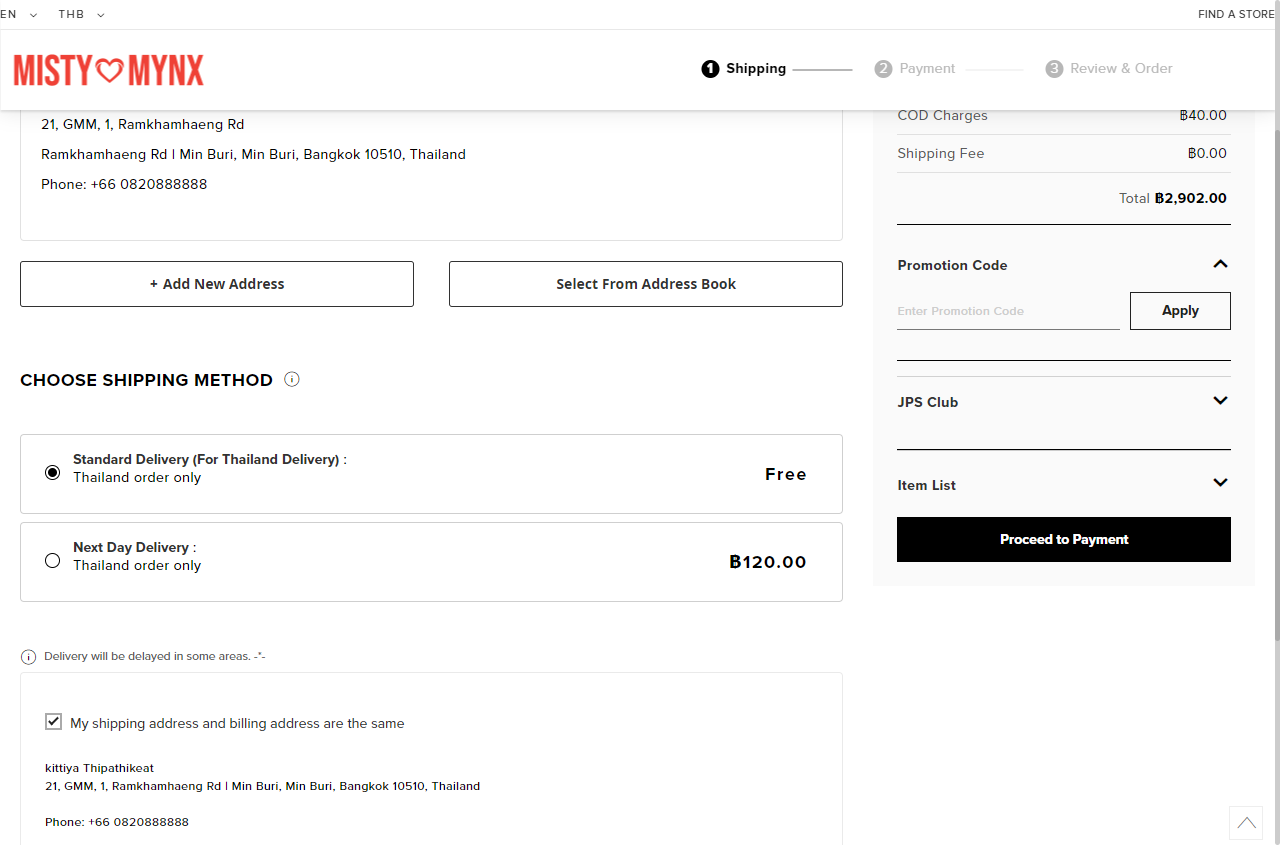 EN THB FIND A STORE
MISTY MYNX
1 Shipping 2 Payment 3 Review & Order
21, GMM, 1, Ramkhamhaeng Rd
Ramkhamhaeng Rd | Min Buri, Min Buri, Bangkok 10510, Thailand
Phone: +66 0820888888
+ Add New Address
Select From Address Book
CHOOSE SHIPPING METHOD
Standard Delivery (For Thailand Delivery) :
Thailand order only
Free
Next Day Delivery :
Thailand order only
฿120.00
Delivery will be delayed in some areas. -*-
My shipping address and billing address are the same
kittiya Thipathikeat
21, GMM, 1, Ramkhamhaeng Rd | Min Buri, Min Buri, Bangkok 10510, Thailand
Phone: +66 0820888888
COD Charges ฿40.00
Shipping Fee ฿0.00
Total ฿2,902.00
Promotion Code
Enter Promotion Code
Apply
JPS Club
Item List
Proceed to Payment